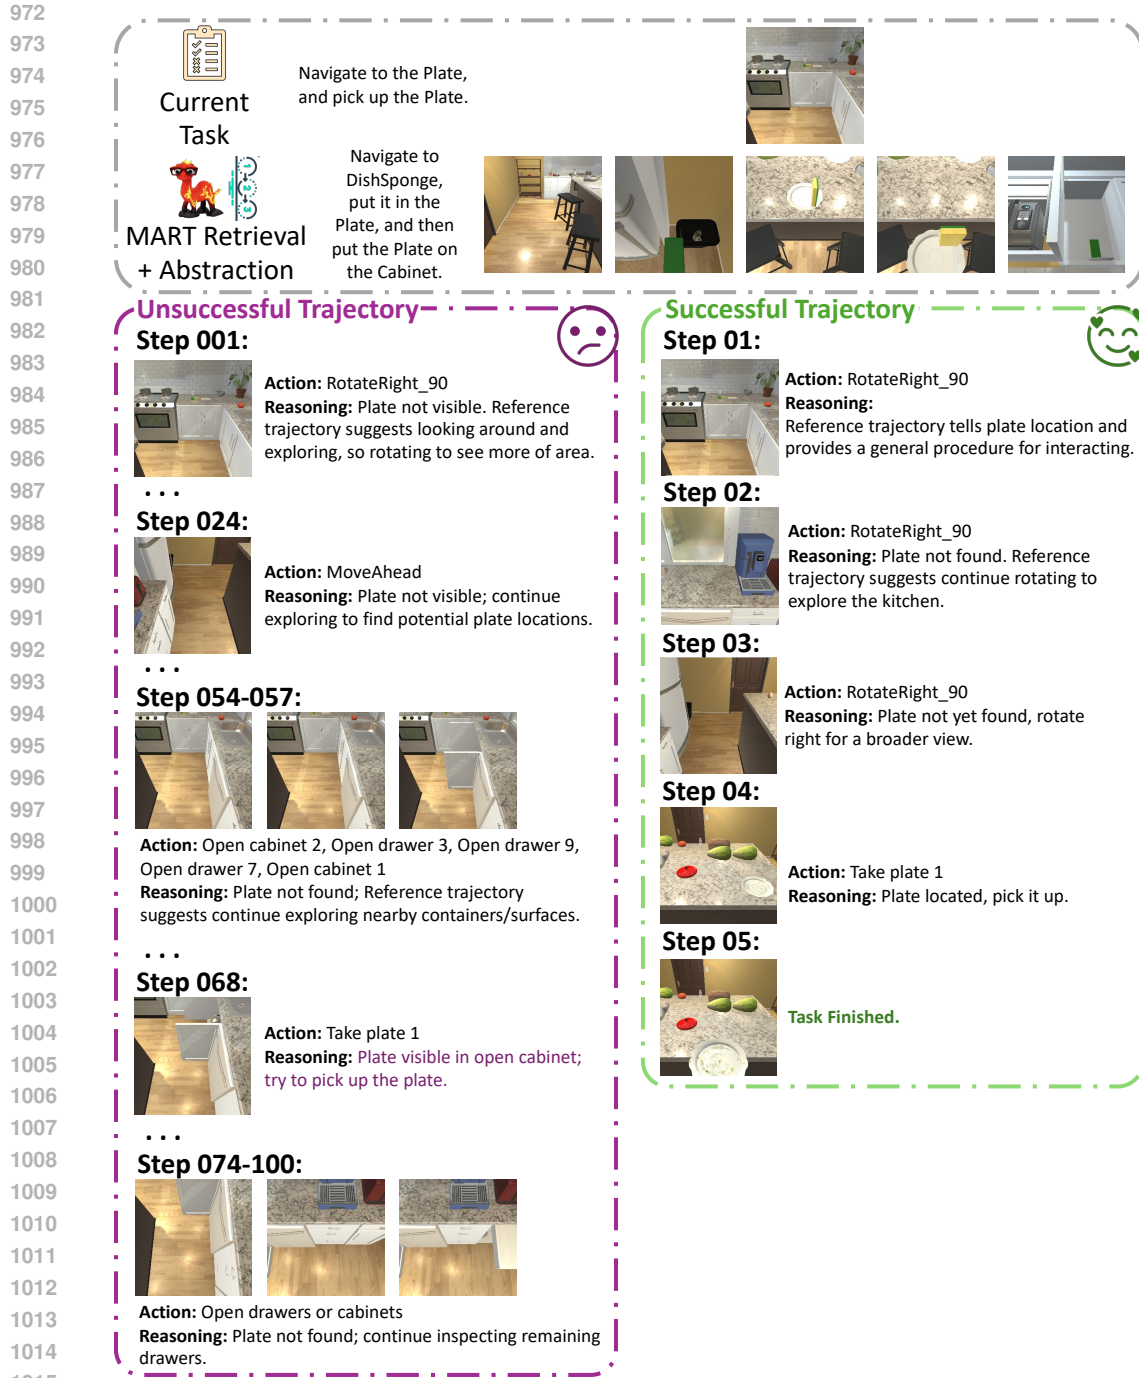 972
973
974
975
976
977
978
979
980
981
982
983
984
985
986
987
988
989
990
991
992
993
994
995
996
997
998
999
1000
1001
1002
1003
1004
1005
1006
1007
1008
1009
1010
1011
1012
1013
1014
Current
Task
Navigate to the Plate,
and pick up the Plate.
MART Retrieval
+ Abstraction
Navigate to
DishSponge,
put it in the
Plate, and then
put the Plate on
the Cabinet.
Unsuccessful Trajectory
Step 001:
Action: RotateRight_90
Reasoning: Plate not visible. Reference
trajectory suggests looking around and
exploring, so rotating to see more of area.
...
Step 024:
Action: MoveAhead
Reasoning: Plate not visible; continue
exploring to find potential plate locations.
...
Step 054-057:
Action: Open cabinet 2, Open drawer 3, Open drawer 9,
Open drawer 7, Open cabinet 1
Reasoning: Plate not found; Reference trajectory
suggests continue exploring nearby containers/surfaces.
...
Step 068:
Action: Take plate 1
Reasoning: Plate visible in open cabinet;
try to pick up the plate.
...
Step 074-100:
Action: Open drawers or cabinets
Reasoning: Plate not found; continue inspecting remaining
drawers.
Successful Trajectory
Step 01:
Action: RotateRight_90
Reasoning:
Reference trajectory tells plate location and
provides a general procedure for interacting.
Step 02:
Action: RotateRight_90
Reasoning: Plate not found. Reference
trajectory suggests continue rotating to
explore the kitchen.
Step 03:
Action: RotateRight_90
Reasoning: Plate not yet found, rotate
right for a broader view.
Step 04:
Action: Take plate 1
Reasoning: Plate located, pick it up.
Step 05:
Task Finished.